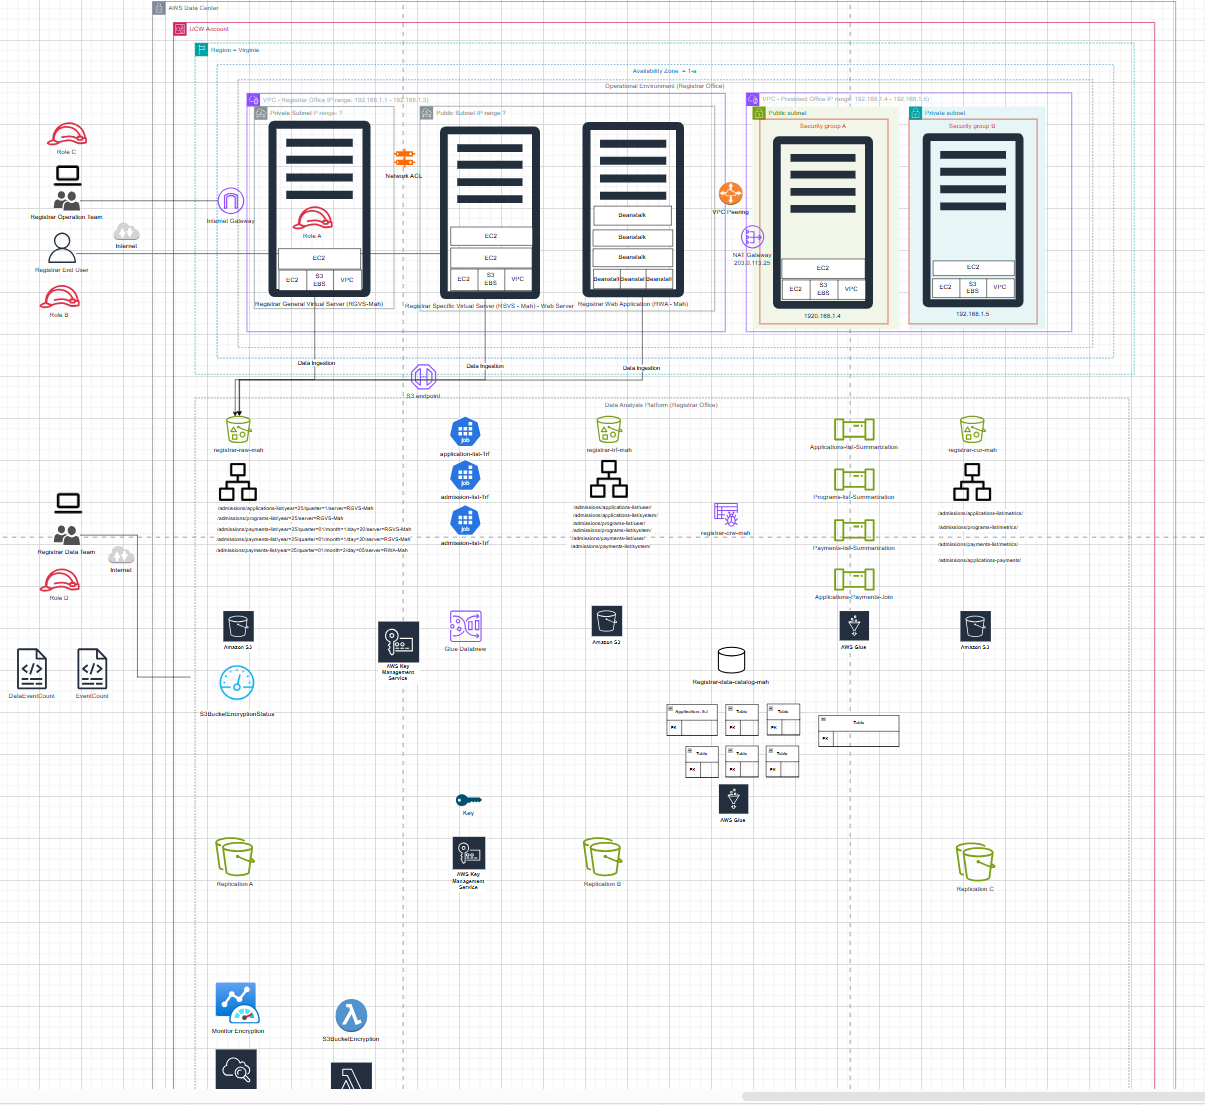 AWS Data Center
UCW Account
Region = Virginia
Availability Zone = 1-a
Operational Environment (Registrar Office)
VPC - Registrar Office IP range: 192.168.1.1 - 192.168.1.3)
VPC - President Office IP range: 192.168.1.4 - 192.168.1.5)
Private Subnet IP range: ?
Public Subnet IP range ?
Public subnet
Private subnet
Security group A
Security group B
Role C
Network ACL
Registrar Operation Team
Internet Gateway
VPC Peering
Internet
Role A
Beanstalk
Beanstalk
Beanstalk
Beanstalk
Beanstalk
Beanstalk
EC2
EC2
EC2
EC2
S3
EBS
VPC
EC2
S3
EBS
VPC
NAT Gateway
203.0.113.25
EC2
EC2
S3
EBS
VPC
EC2
EC2
S3
EBS
VPC
Registrar End User
Role B
Registrar General Virtual Server (RGVS-Mah)
Registrar Specific Virtual Server (RSVS - Mah) - Web Server
Registrar Web Application (RWA - Mah)
1920.168.1.4
192.168.1.5
Data Ingestion
Data Ingestion
Data Ingestion
S3 endpoint
Data Analysis Platform (Registrar Office)
registrar-raw-mah
job
application-list-Trf
registrar-trf-mah
Applications-list-Summarization
registrar-cur-mah
job
admission-list-Trf
Programs-list-Summarization
/admissions/applications-list/year=25/quarter=1/server=RGVS-Mah
/admissions/programs-list/year=25/server=RGVS-Mah
/admissions/payments-list/year=25/quarter=01/month=1/day=20/server=RGVS-Mah
/admissions/payments-list/year=25/quarter=01/month=1/day=20/server=RGVS-Mah
/admissions/payments-list/year=25/quarter=01/month=2/day=05/server=RWA-Mah
job
admission-list-Trf
/admissions/applications-list/user/
/admissions/applications-list/system/
/admissions/programs-list/user/
/admissions/programs-list/system/
/admissions/payments-list/user/
/admissions/payments-list/system/
registrar-crw-mah
Payments-list-Summarization
/admissions/applications-list/metrics/
/admissions/programs-list/metrics/
/admissions/payments-list/metrics/
/admissions/applications-payments/
Registrar Data Team
Internet
Role D
Applications-Payments-Join
Amazon S3
AWS Key
Management
Service
Glue Databrew
Amazon S3
AWS Glue
Amazon S3
DataEventCount
EventCount
S3BucketEncryptionStatus
Registrar-data-catalog-mah
Application, list
PK
Table
PK
Table
PK
Table
PK
Table
PK
Table
PK
Table
PK
Key
AWS Glue
AWS Key
Management
Service
Replication A
Replication B
Replication C
Monitor Encryption
S3BucketEncryption